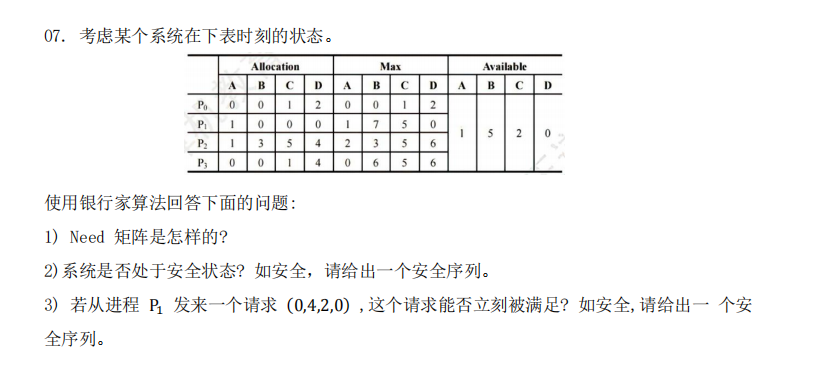 07. 考虑某个系统在下表时刻的状态。
Allocation Max Available
A B C D A B C D A B C D
P₀ 0 0 1 2 0 0 1 2 1 5 2 0
P₁ 1 0 0 0 1 7 5 0
P₂ 1 3 5 4 2 3 5 6
P₃ 0 0 1 4 0 6 5 6
使用银行家算法回答下面的问题:
1) Need 矩阵是怎样的?
2)系统是否处于安全状态? 如安全，请给出一个安全序列。
3) 若从进程 P₁ 发来一个请求 (0,4,2,0) ,这个请求能否立刻被满足? 如安全,请给出一 个安
全序列。